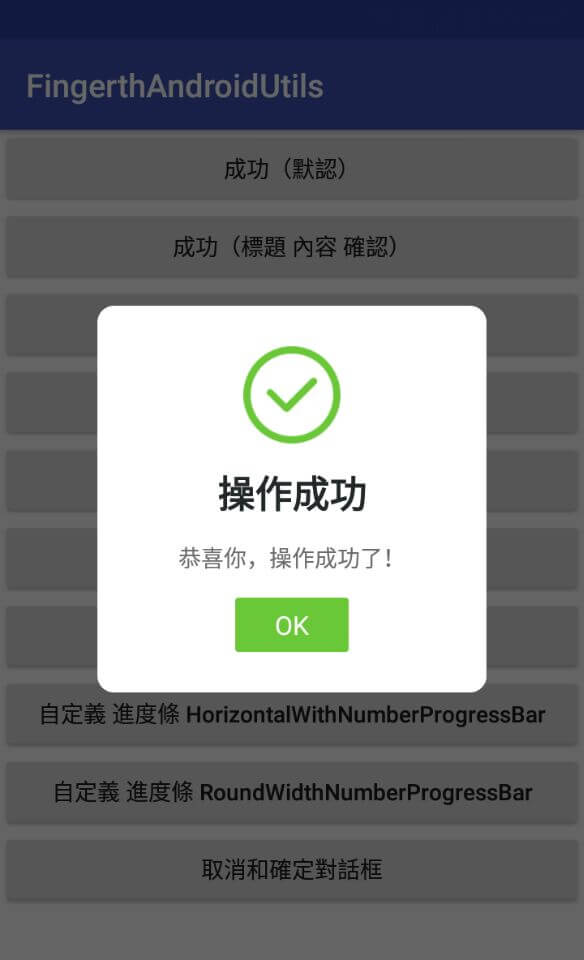 FingerthAndroidUtils
成功（默認）
成功（標題 內容 確認）
操作成功
恭喜你，操作成功了！
OK
自定義 進度條 HorizontalWithNumberProgressBar
自定義 進度條 RoundWidthNumberProgressBar
取消和確定對話框